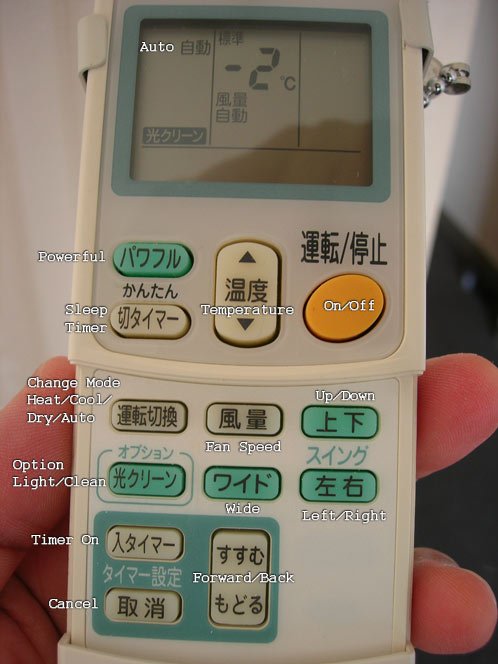 Auto 自動
標準
-2℃
風量
自動
光クリーン
運転/停止
Powerful パワフル
温度
Temperature
On/Off
かんたん
Sleep
Timer
切タイマー
Change Mode
Heat/Cool/
Dry/Auto
運転切換
風量
Fan Speed
Up/Down
上下
オプション
スイング
Option
Light/Clean
光クリーン
ワイド
Wide
左右
Left/Right
Timer On
入タイマー
タイマー設定
Cancel
取消
すすむ
Forward/Back
もどる